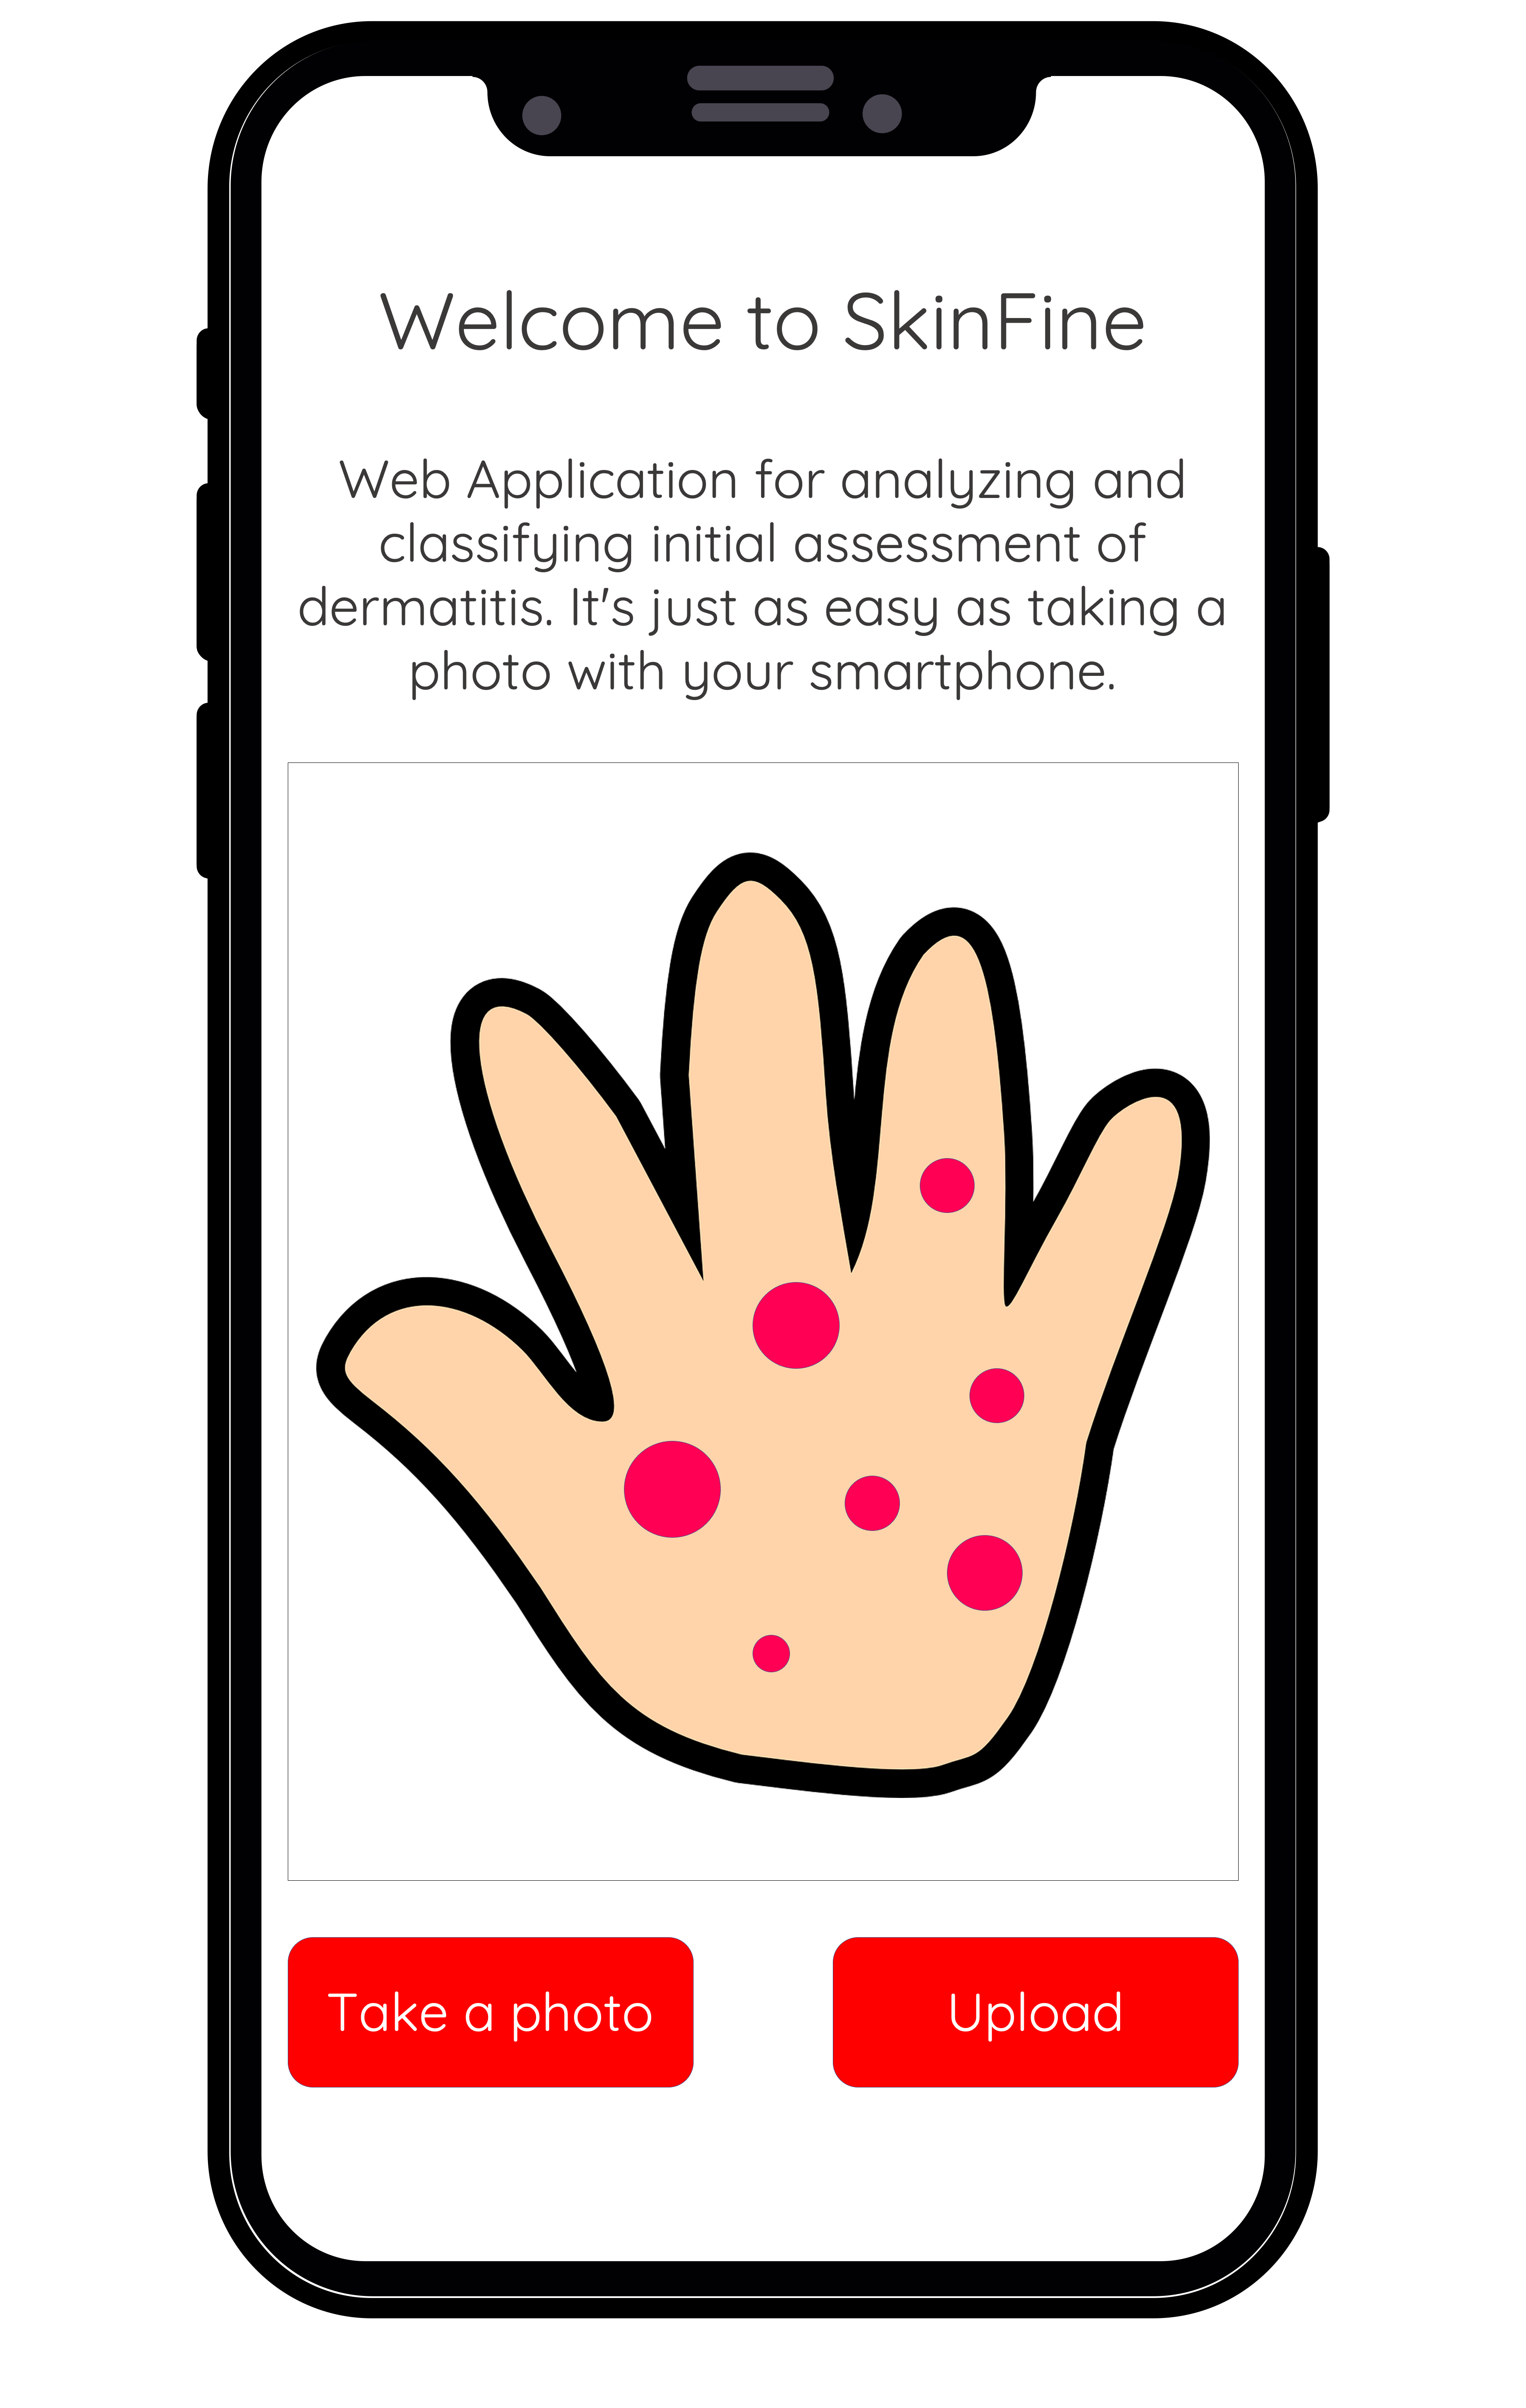 Welcome to SkinFine
Web Application for analyzing and
classifying initial assessment of
dermatitis. It's just as easy as taking a
photo with your smartphone.
Take a photo
Upload